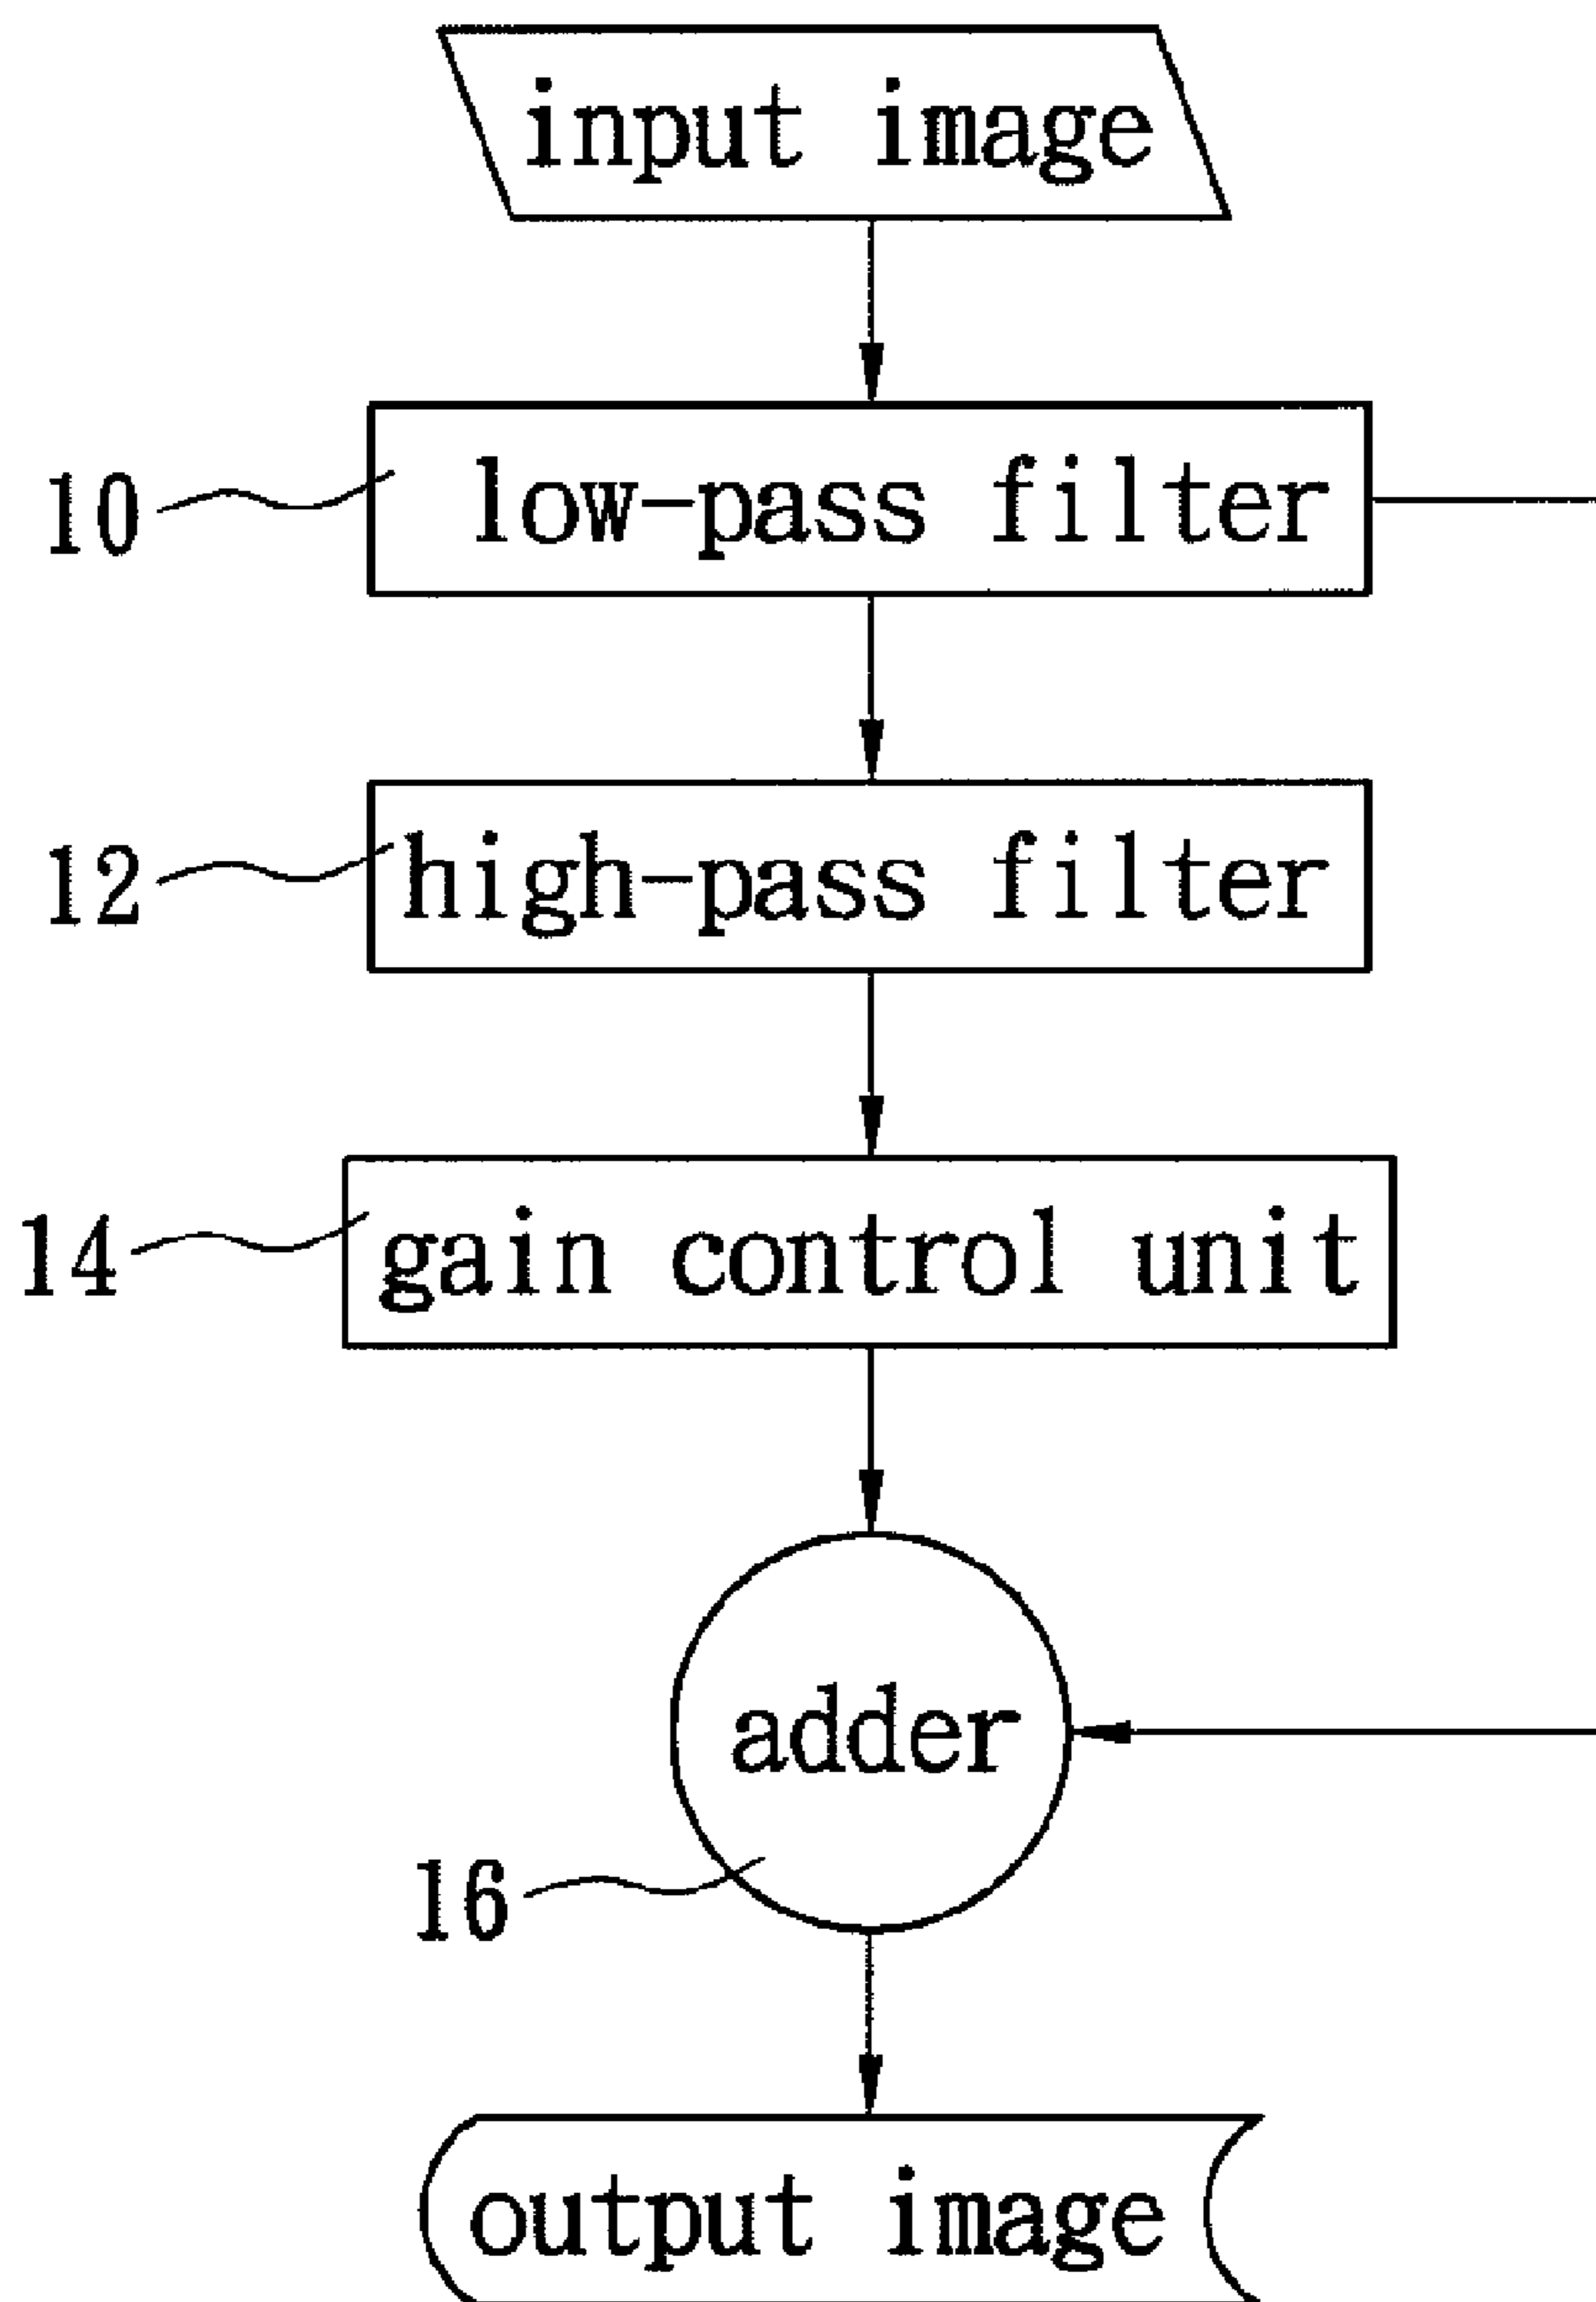 input image
10
low-pass filter
12
high-pass filter
14
gain control unit
adder
16
output image